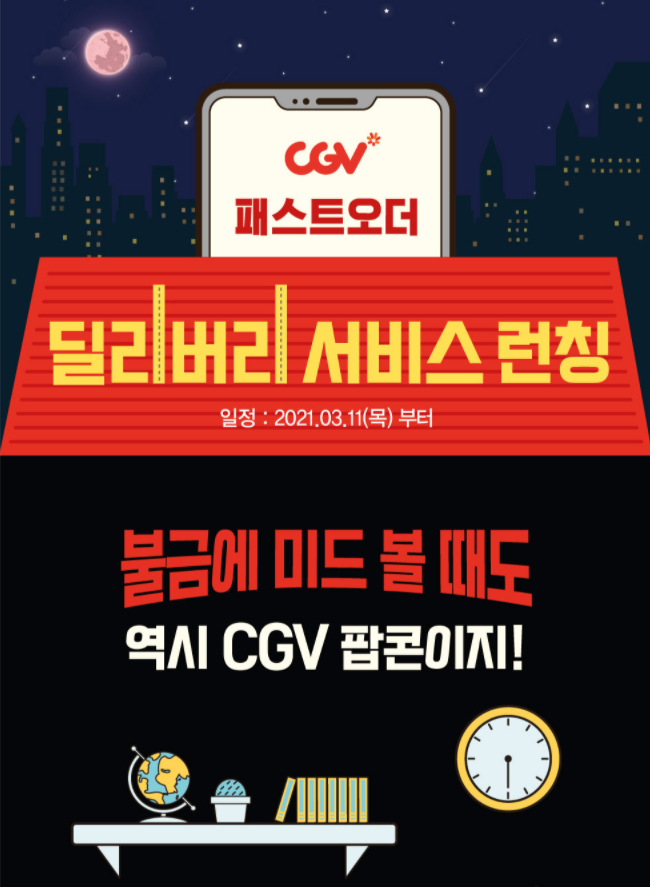 CGV
패스트오더
딜리버리 서비스 런칭
일정 : 2021.03.11(목) 부터
불금에 미드 볼 때도
역시 CGV 팝콘이지!